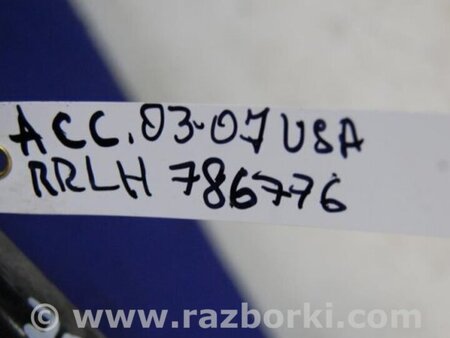 ACC. 03-07 USA
RRLH 786776
www.razborki.com